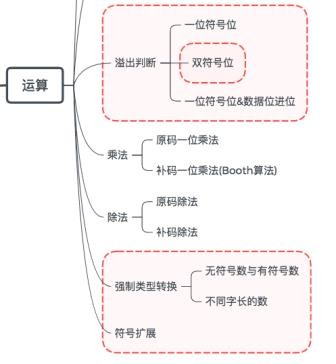 运算
溢出判断
一位符号位
双符号位
一位符号位&数据位进位
乘法
原码一位乘法
补码一位乘法(Booth算法)
除法
原码除法
补码除法
强制类型转换
无符号数与有符号数
不同字长的数
符号扩展